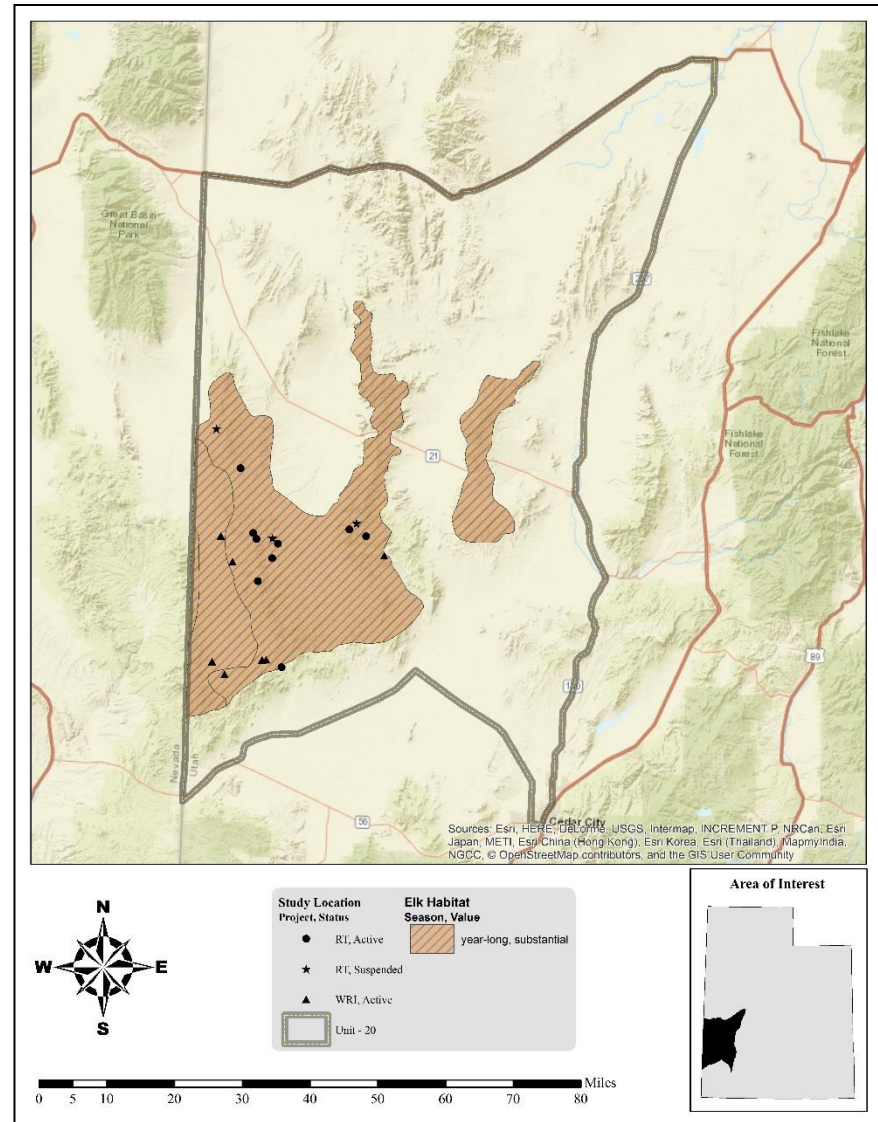 Great Basin
National
Park
257
Fishlake
National
Forest
Fishlake
National
Forest
21
89
130
Nevada
Utah
56
Cedar City
Sources: Esri, HERE, DeLorme, USGS, Intermap, INCREMENT P, NRCan, Esri
Japan, METI, Esri China (Hong Kong), Esri Korea, Esri (Thailand), MapmyIndia,
NGCC, © OpenStreetMap contributors, and the GIS User Community
N
W E
S
Study Location
Project, Status
RT, Active
RT, Suspended
WRI, Active
Unit - 20
Elk Habitat
Season, Value
year-long, substantial
Area of Interest
Miles
0 5 10 20 30 40 50 60 70 80